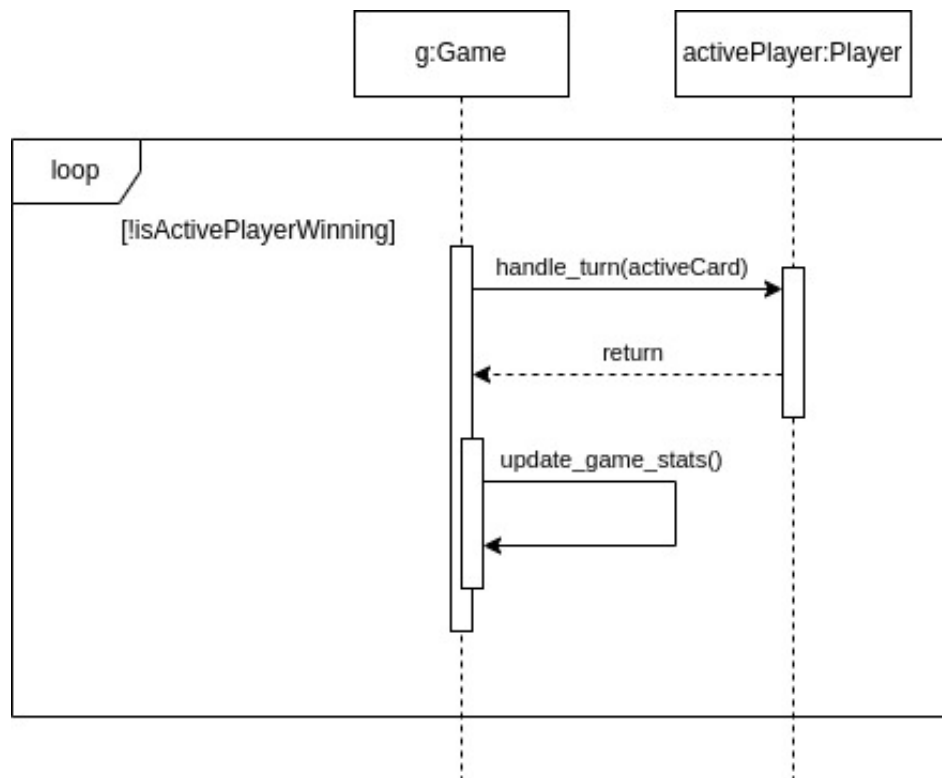 g:Game
activePlayer:Player
loop
[!isActivePlayerWinning]
handle_turn(activeCard)
return
update_game_stats()